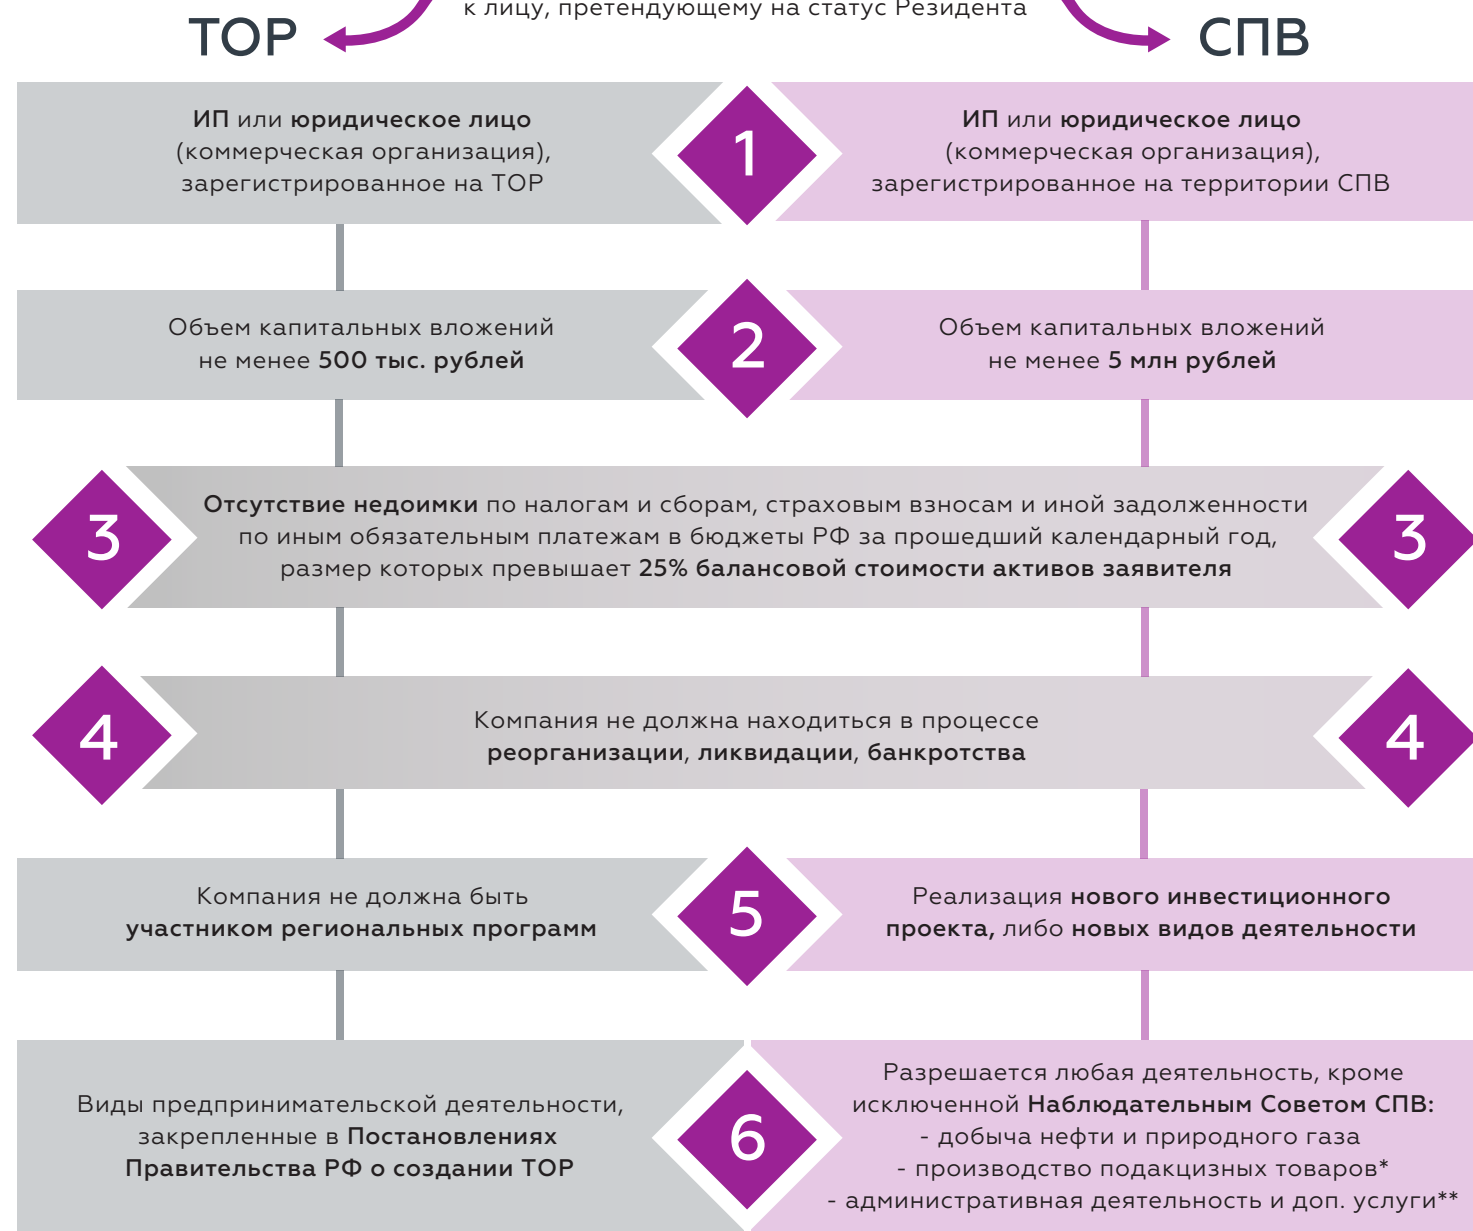 к лицу, претендующему на статус Резидента
ТОР
СПВ
ИП или юридическое лицо
(коммерческая организация),
зарегистрированное на ТОР
1
ИП или юридическое лицо
(коммерческая организация),
зарегистрированное на территории СПВ
Объем капитальных вложений
не менее 500 тыс. рублей
2
Объем капитальных вложений
не менее 5 млн рублей
3
Отсутствие недоимки по налогам и сборам, страховым взносам и иной задолженности
по иным обязательным платежам в бюджеты РФ за прошедший календарный год,
размер которых превышает 25% балансовой стоимости активов заявителя
3
4
Компания не должна находиться в процессе
реорганизации, ликвидации, банкротства
4
Компания не должна быть
участником региональных программ
5
Реализация нового инвестиционного
проекта, либо новых видов деятельности
Виды предпринимательской деятельности,
закрепленные в Постановлениях
Правительства РФ о создании ТОР
6
Разрешается любая деятельность, кроме
исключенной Наблюдательным Советом СПВ:
- добыча нефти и природного газа
- производство подакцизных товаров*
- административная деятельность и доп. услуги**